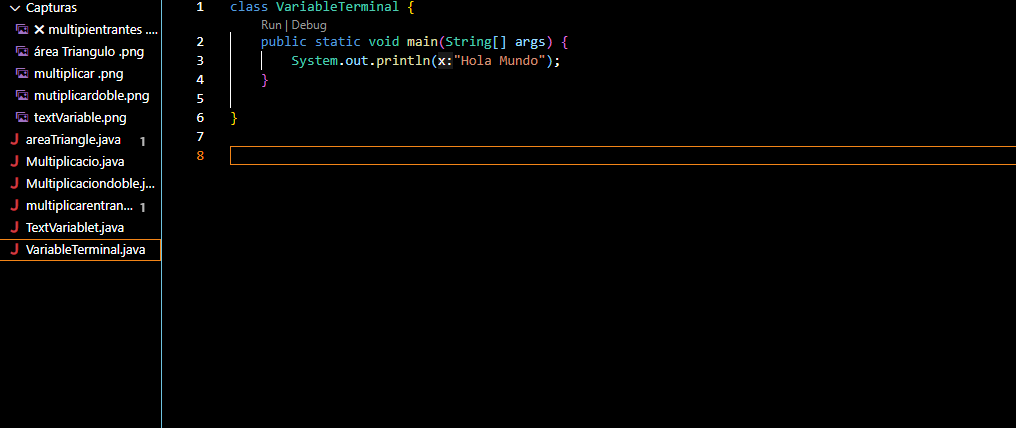 Capturas
✕ multipientrantes ....
área Triangulo .png
multiplicar .png
mutiplicardoble.png
textVariable.png
J areaTriangle.java 1
J Multiplicacio.java
J Multiplicaciondoble.j...
J multiplicarentran... 1
J TextVariablet.java
J VariableTerminal.java
1 class VariableTerminal {
Run | Debug
2 public static void main(String[] args) {
3 System.out.println(x:"Hola Mundo");
4 }
5
6 }
7
8